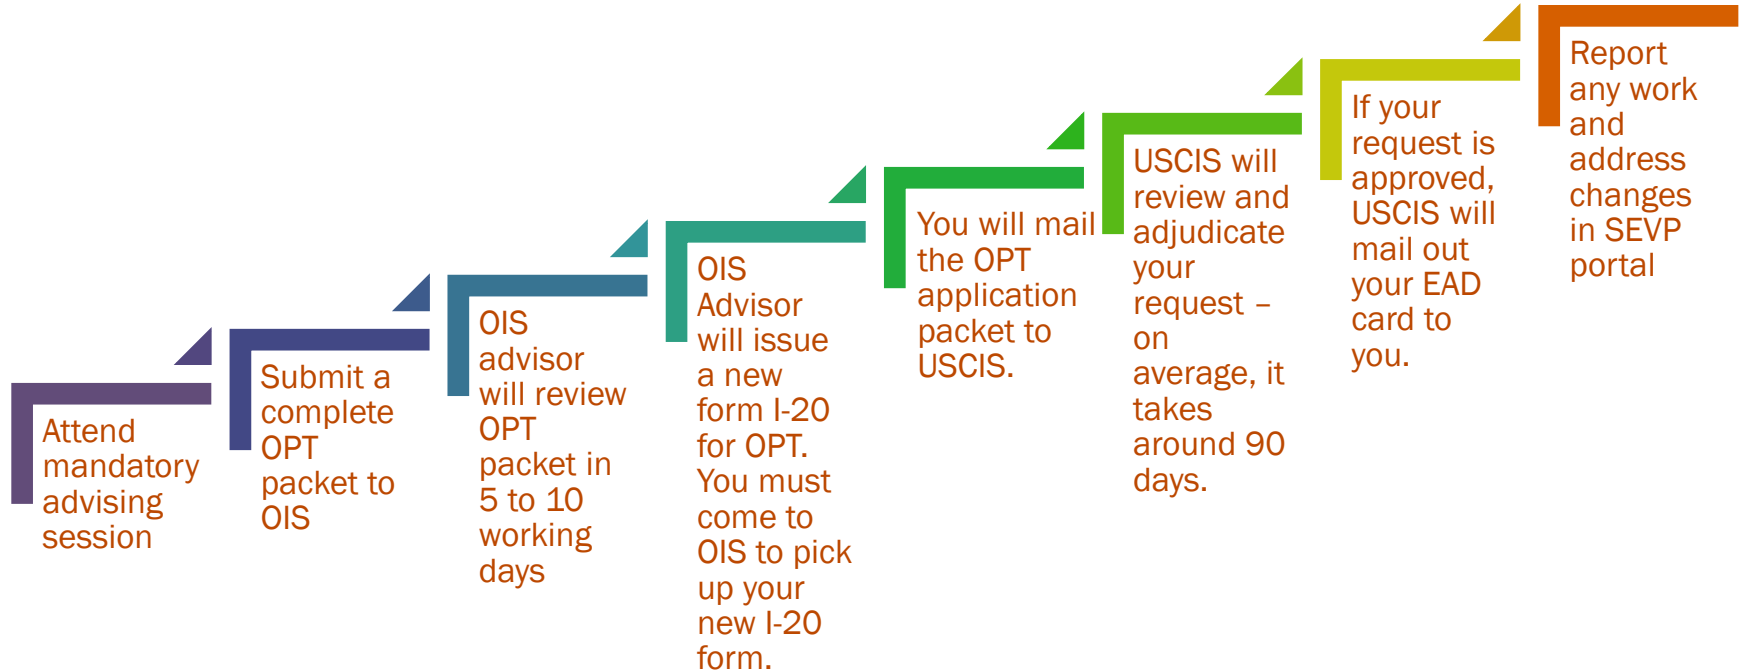 Attend
mandatory
advising
session
Submit a
complete
OPT
packet to
OIS
OIS
advisor
will review
OPT
packet in
5 to 10
working
days
OIS
Advisor
will issue
a new
form I-20
for OPT.
You must
come to
OIS to pick
up your
new I-20
form.
You will mail
the OPT
application
packet to
USCIS.
USCIS will
review and
adjudicate
your
request –
on
average, it
takes
around 90
days.
If your
request is
approved,
USCIS will
mail out
your EAD
card to
you.
Report
any work
and
address
changes
in SEVP
portal